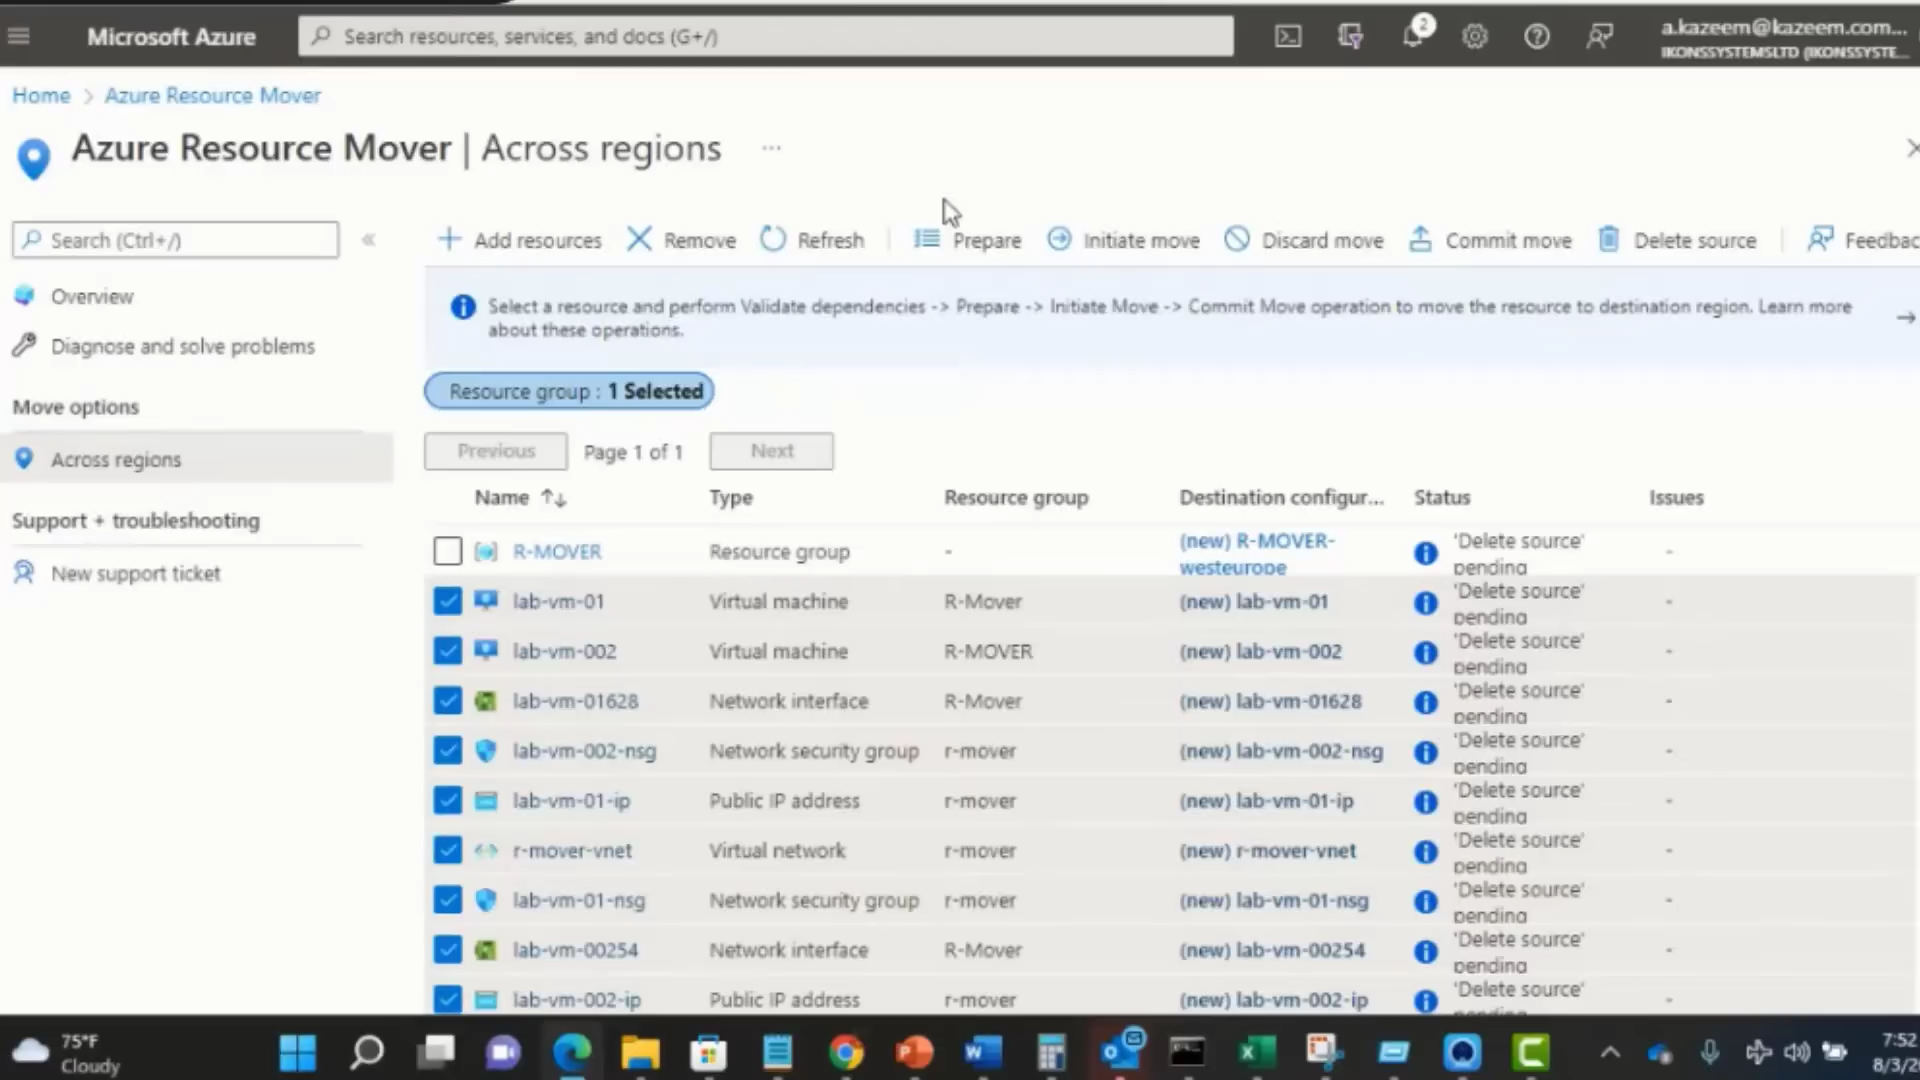 Microsoft Azure
Search resources, services, and docs (G+/)
2
a.kazeem@kazeem.com...
IKONSSYSTEMSLTD (IKONSSYSTE...
Home > Azure Resource Mover
Azure Resource Mover | Across regions ...
Search (Ctrl+/)
Overview
Diagnose and solve problems
Move options
Across regions
Support + troubleshooting
New support ticket
Add resources Remove Refresh Prepare Initiate move Discard move Commit move Delete source Feedbac
Select a resource and perform Validate dependencies -> Prepare -> Initiate Move -> Commit Move operation to move the resource to destination region. Learn more
about these operations.
Resource group : 1 Selected
Previous Page 1 of 1 Next
Name Type Resource group Destination configur... Status Issues
R-MOVER Resource group - (new) R-MOVER-westeurope 'Delete source' pending -
lab-vm-01 Virtual machine R-Mover (new) lab-vm-01 'Delete source' pending -
lab-vm-002 Virtual machine R-MOVER (new) lab-vm-002 'Delete source' pending -
lab-vm-01628 Network interface R-Mover (new) lab-vm-01628 'Delete source' pending -
lab-vm-002-nsg Network security group r-mover (new) lab-vm-002-nsg 'Delete source' pending -
lab-vm-01-ip Public IP address r-mover (new) lab-vm-01-ip 'Delete source' pending -
r-mover-vnet Virtual network r-mover (new) r-mover-vnet 'Delete source' pending -
lab-vm-01-nsg Network security group r-mover (new) lab-vm-01-nsg 'Delete source' pending -
lab-vm-00254 Network interface R-Mover (new) lab-vm-00254 'Delete source' pending -
lab-vm-002-ip Public IP address r-mover (new) lab-vm-002-ip 'Delete source' -
75°F
Cloudy
7:52
8/3/2